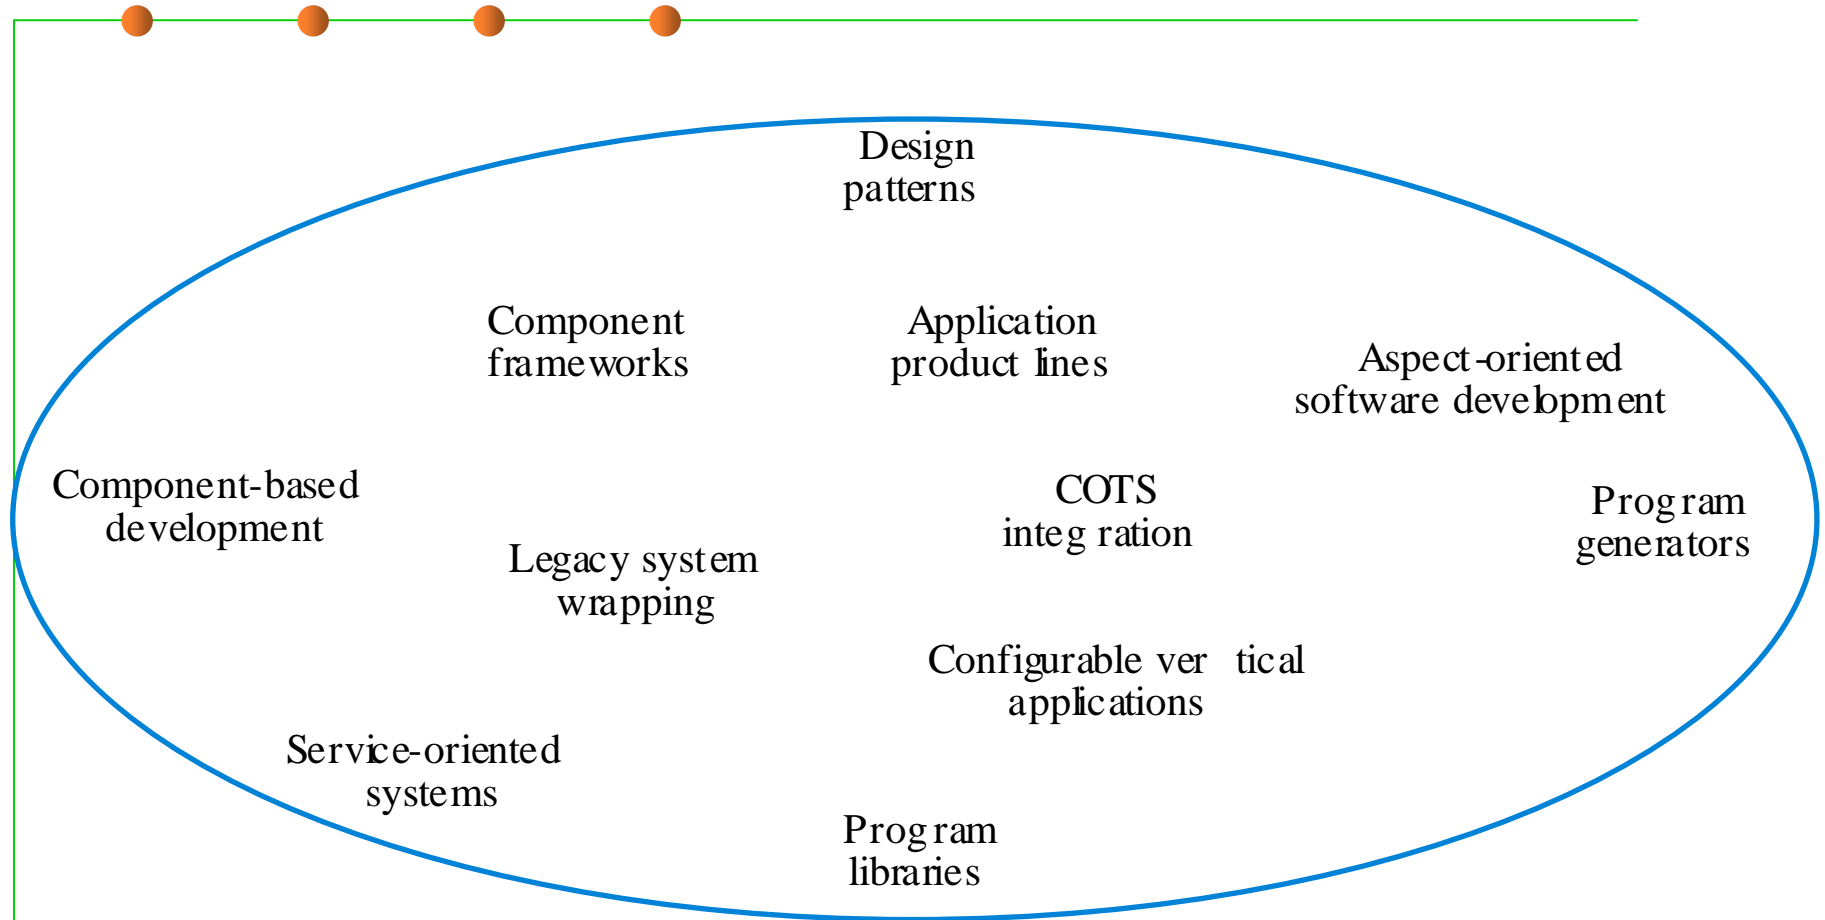 Design
patterns
Component
frameworks
Application
product lines
Aspect-oriented
software development
Component-based
development
COTS
integration
Program
generators
Legacy system
wrapping
Configurable vertical
applications
Service-oriented
systems
Program
libraries